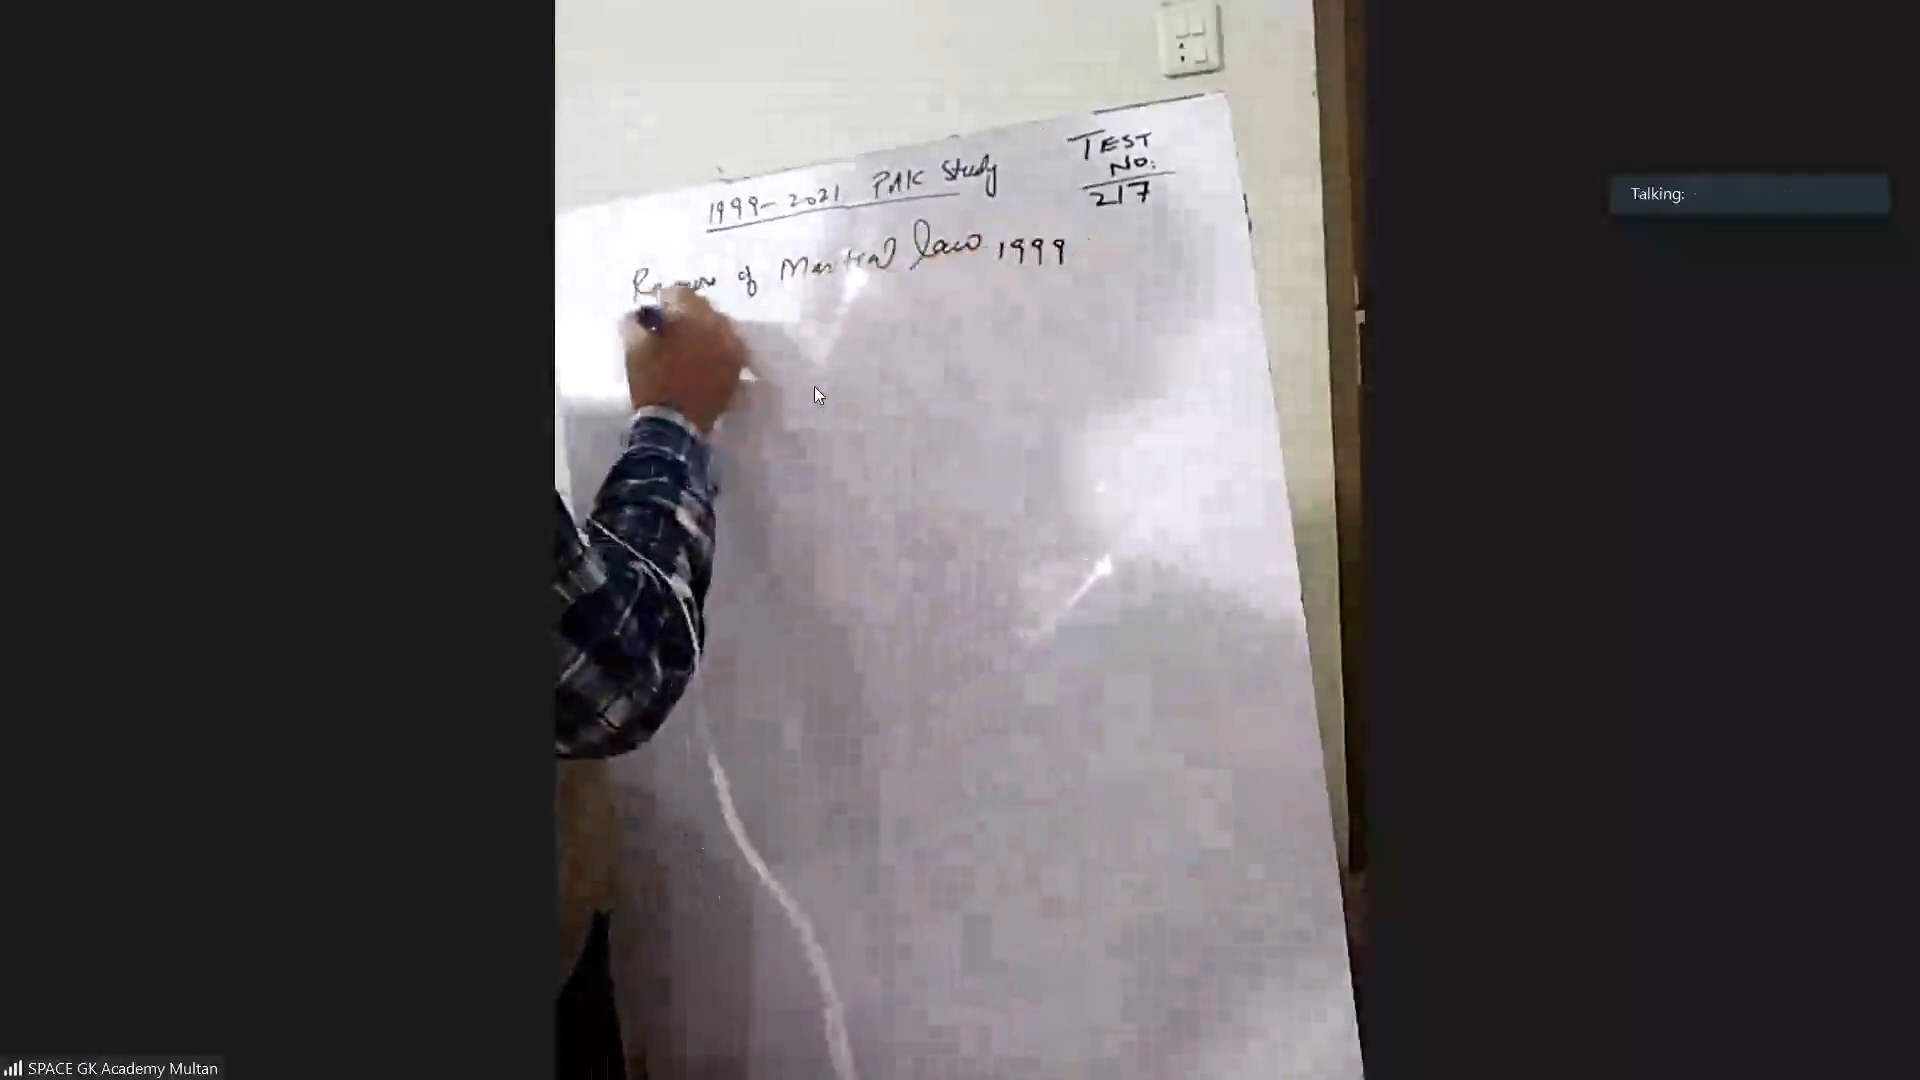 TEST
NO:
217
1999-2021 PAK Study
of Martial law 1999
Talking:
SPACE GK Academy Multan